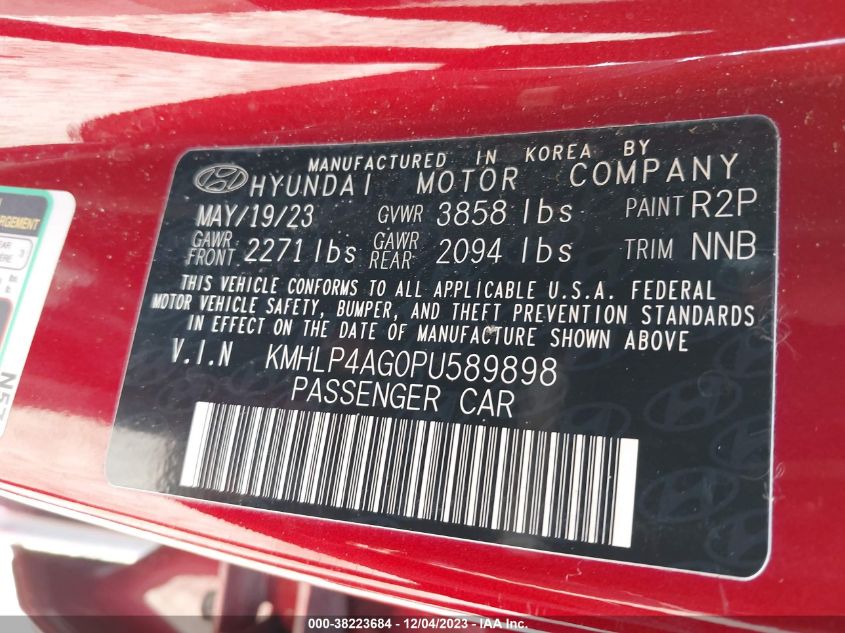 MANUFACTURED IN KOREA BY
HYUNDAI MOTOR COMPANY
MAY/19/23 GVWR 3858 lbs PAINT R2P
GAWR FRONT 2271 lbs GAWR REAR 2094 lbs TRIM NNB
THIS VEHICLE CONFORMS TO ALL APPLICABLE U.S.A. FEDERAL
MOTOR VEHICLE SAFETY, BUMPER, AND THEFT PREVENTION STANDARDS
IN EFFECT ON THE DATE OF MANUFACTURE SHOWN ABOVE
V.I.N KMHLP4AG0PU589898
PASSENGER CAR
000-38223684 - 12/04/2023 - IAA Inc.